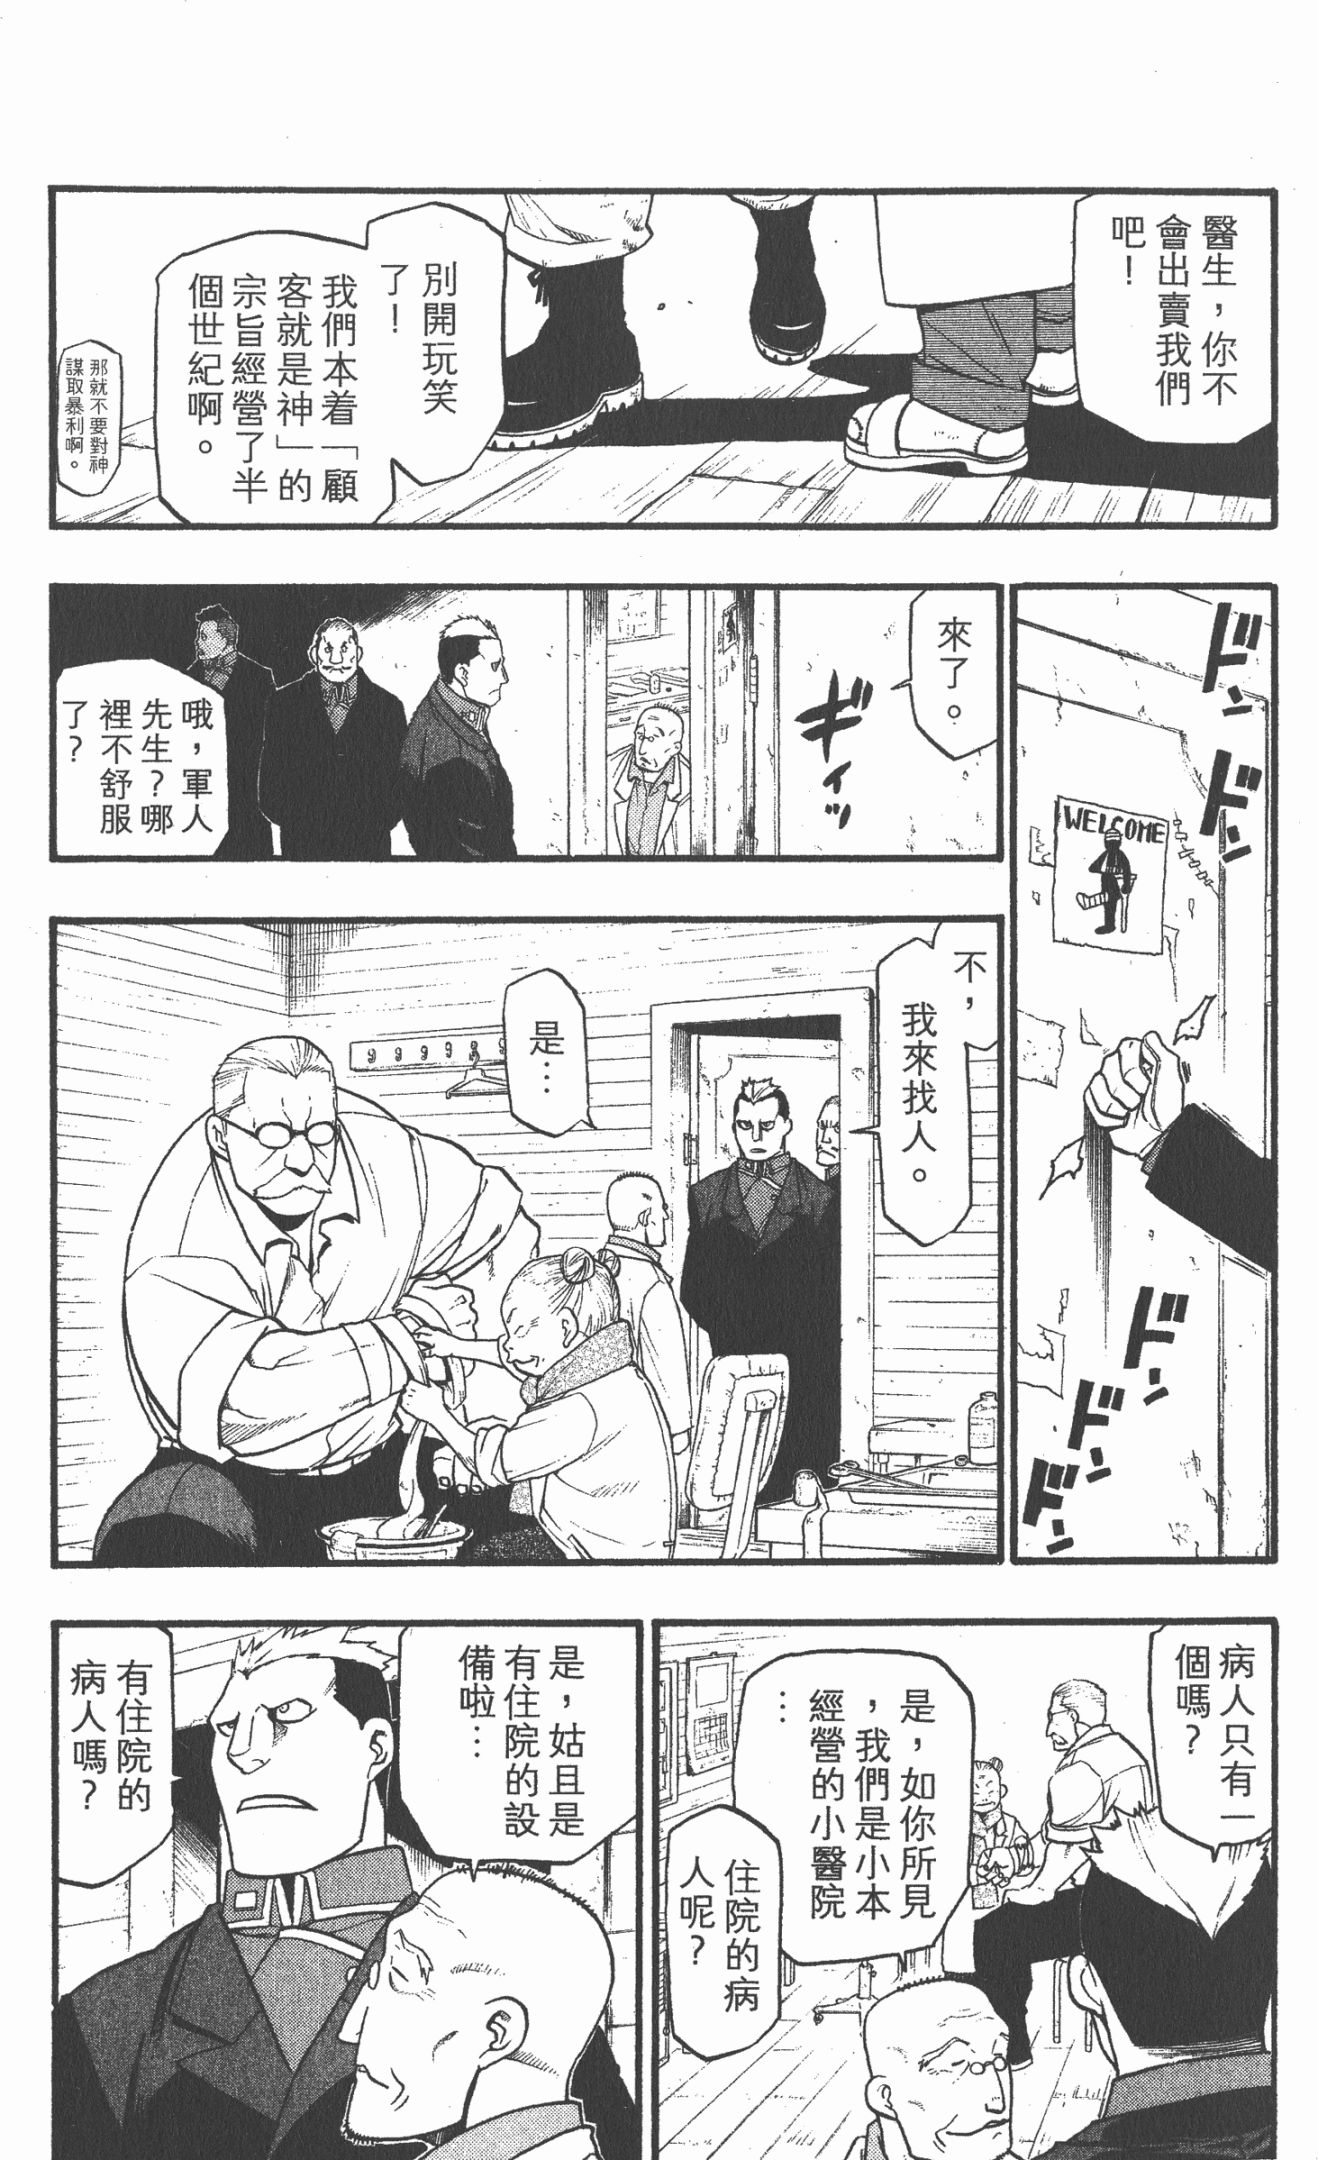 醫生，你不
會出賣我們
吧！
別開玩笑
了！
我們本着「顧
客就是神」的
宗旨經營了半
個世紀啊。
那就不要對神
謀取暴利啊。
ドンドン
WELCOME
ドンドンドン
來了。
ギイッ
哦，軍人
先生？哪
裡不舒服
了？
不，
我來找人。
是…
病人只有一
個嗎？
是，如你所見
，我們是小本
經營的小醫院
…
住院的病
人呢？
是，姑且是
有住院的設
備啦…
有住院的
病人嗎？